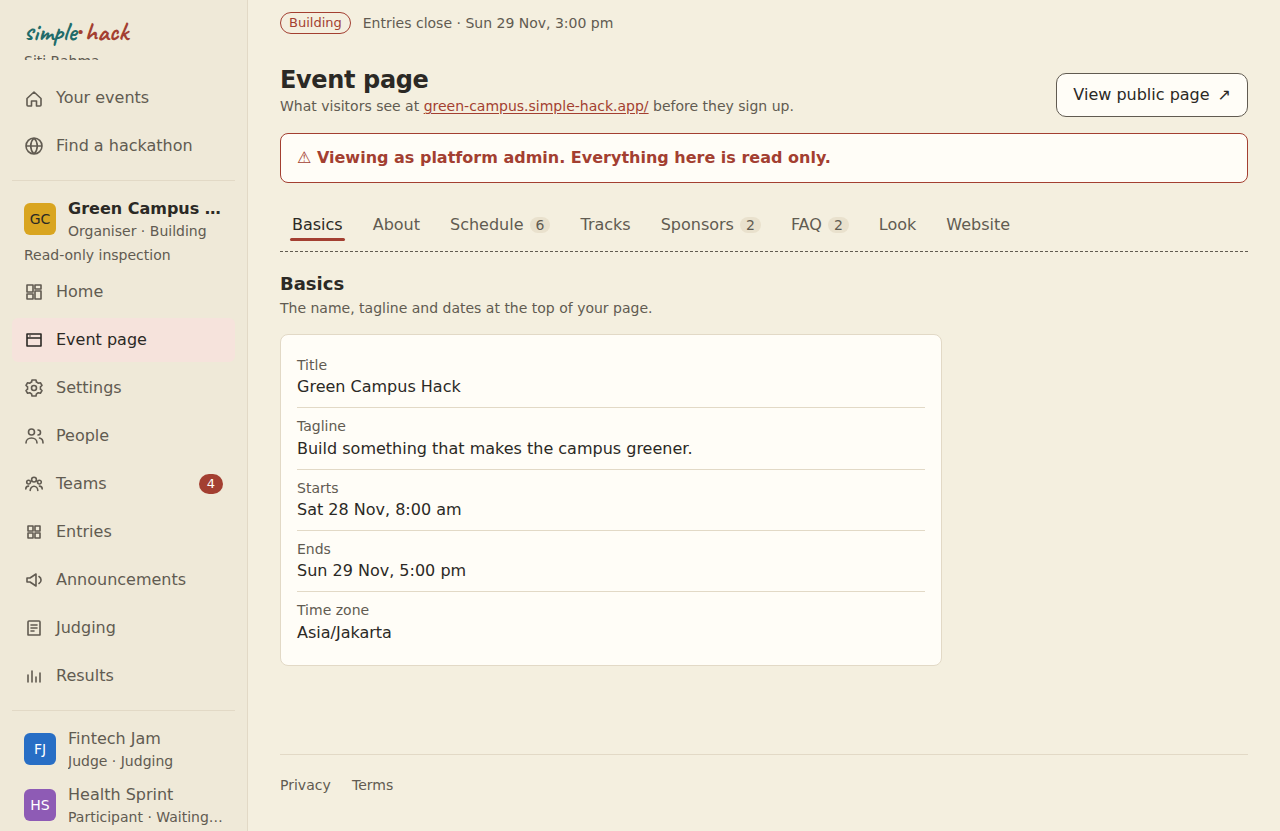 simple·hack
Your events
Find a hackathon
GC
Green Campus …
Organiser · Building
Read-only inspection
Home
Event page
Settings
People
Teams
4
Entries
Announcements
Judging
Results
FJ
Fintech Jam
Judge · Judging
HS
Health Sprint
Participant · Waiting…
Building
Entries close · Sun 29 Nov, 3:00 pm
Event page
What visitors see at green-campus.simple-hack.app/ before they sign up.
View public page ↗
⚠ Viewing as platform admin. Everything here is read only.
Basics About Schedule 6 Tracks Sponsors 2 FAQ 2 Look Website
Basics
The name, tagline and dates at the top of your page.
Title
Green Campus Hack
Tagline
Build something that makes the campus greener.
Starts
Sat 28 Nov, 8:00 am
Ends
Sun 29 Nov, 5:00 pm
Time zone
Asia/Jakarta
Privacy Terms